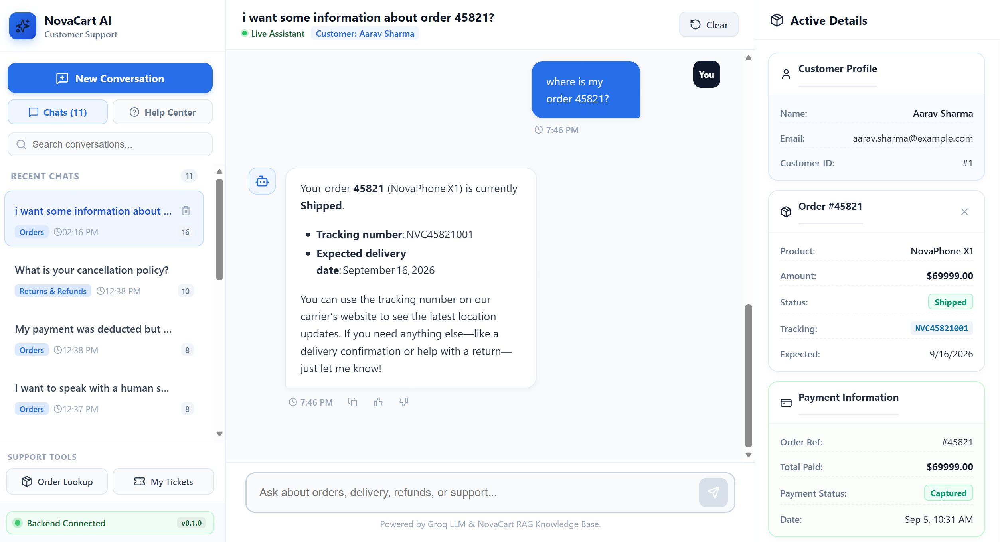 NovaCart AI
Customer Support
New Conversation
Chats (11)
Help Center
Search conversations...
RECENT CHATS
11
i want some information about ...
Orders
02:16 PM
16
What is your cancellation policy?
Returns & Refunds
12:38 PM
10
My payment was deducted but ...
Orders
12:38 PM
8
I want to speak with a human s...
Orders
12:37 PM
8
SUPPORT TOOLS
Order Lookup
My Tickets
Backend Connected
v0.1.0
i want some information about order 45821?
Live Assistant
Customer: Aarav Sharma
Clear
where is my
order 45821?
You
7:46 PM
Your order 45821 (NovaPhone X1) is currently
Shipped.
• Tracking number: NVC45821001
• Expected delivery
date: September 16, 2026
You can use the tracking number on our
carrier’s website to see the latest location
updates. If you need anything else—like a
delivery confirmation or help with a return—
just let me know!
7:46 PM
Ask about orders, delivery, refunds, or support...
Powered by Groq LLM & NovaCart RAG Knowledge Base.
Active Details
Customer Profile
Name: Aarav Sharma
Email: aarav.sharma@example.com
Customer ID: #1
Order #45821
Product: NovaPhone X1
Amount: $69999.00
Status: Shipped
Tracking: NVC45821001
Expected: 9/16/2026
Payment Information
Order Ref: #45821
Total Paid: $69999.00
Payment Status: Captured
Date: Sep 5, 10:31 AM